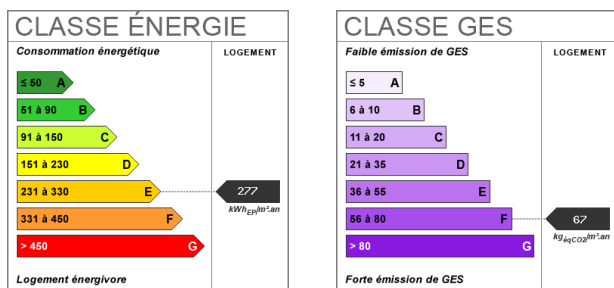 CLASSE ÉNERGIE
Consommation énergétique
LOGEMENT
≤ 50 A
51 à 90 B
91 à 150 C
151 à 230 D
231 à 330 E
277
kWhEP/m².an
331 à 450 F
> 450 G
Logement énergivore
CLASSE GES
Faible émission de GES
LOGEMENT
≤ 5 A
6 à 10 B
11 à 20 C
21 à 35 D
36 à 55 E
56 à 80 F
67
kgéqCO2/m².an
> 80 G
Forte émission de GES